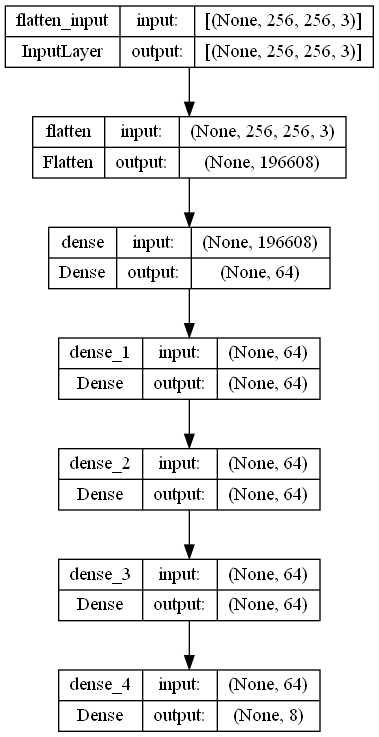 flatten_input input: [(None, 256, 256, 3)]
InputLayer output: [(None, 256, 256, 3)]
flatten input: (None, 256, 256, 3)
Flatten output: (None, 196608)
dense input: (None, 196608)
Dense output: (None, 64)
dense_1 input: (None, 64)
Dense output: (None, 64)
dense_2 input: (None, 64)
Dense output: (None, 64)
dense_3 input: (None, 64)
Dense output: (None, 64)
dense_4 input: (None, 64)
Dense output: (None, 8)